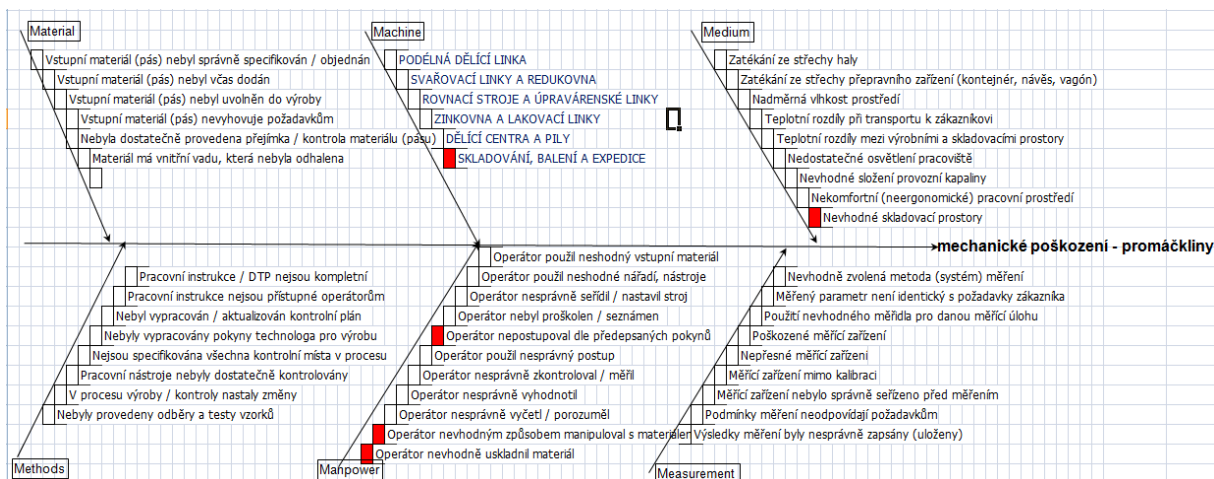 Material
Vstupní materiál (pás) nebyl správně specifikován / objednán
Vstupní materiál (pás) nebyl včas dodán
Vstupní materiál (pás) nebyl uvolněn do výroby
Vstupní materiál (pás) nevyhovuje požadavkům
Nebyla dostatečně provedena přejímka / kontrola materiálu (pásu)
Materiál má vnitřní vadu, která nebyla odhalena
Machine
PODÉLNÁ DĚLÍCÍ LINKA
SVAŘOVACÍ LINKY A REDUKOVNA
ROVNACÍ STROJE A ÚPRAVÁRENSKÉ LINKY
ZINKOVNA A LAKOVACÍ LINKY
DĚLÍCÍ CENTRA A PILY
SKLADOVÁNÍ, BALENÍ A EXPEDICE
Medium
Zatékání ze střechy haly
Zatékání ze střechy přepravního zařízení (kontejnér, návěs, vagón)
Nadměrná vlhkost prostředí
Teplotní rozdíly při transportu k zákazníkovi
Teplotní rozdíly mezi výrobními a skladovacími prostory
Nedostatečné osvětlení pracoviště
Nevhodné složení provozní kapaliny
Nekomfortní (neergonomické) pracovní prostředí
Nevhodné skladovací prostory
mechanické poškození - promáčkliny
Pracovní instrukce / DTP nejsou kompletní
Pracovní instrukce nejsou přístupné operátorům
Nebyl vypracován / aktualizován kontrolní plán
Nebyly vypracovány pokyny technologa pro výrobu
Nejsou specifikována všechna kontrolní místa v procesu
Pracovní nástroje nebyly dostatečně kontrolovány
V procesu výroby / kontroly nastaly změny
Nebyly provedeny odběry a testy vzorků
Methods
Operátor použil neshodný vstupní materiál
Operátor použil neshodné nářadí, nástroje
Operátor nesprávně seřídil / nastavil stroj
Operátor nebyl proškolen / seznámen
Operátor nepostupoval dle předepsaných pokynů
Operátor použil nesprávný postup
Operátor nesprávně zkontroloval / měřil
Operátor nesprávně vyhodnotil
Operátor nesprávně vyčetl / porozuměl
Operátor nevhodným způsobem manipuloval s materiálem
Operátor nevhodně uskladnil materiál
Manpower
Nevhodně zvolená metoda (systém) měření
Měřený parametr není identický s požadavky zákazníka
Použití nevhodného měřidla pro danou měřící úlohu
Poškozené měřící zařízení
Nepřesné měřící zařízení
Měřící zařízení mimo kalibraci
Měřící zařízení nebylo správně seřízeno před měřením
Podmínky měření neodpovídají požadavkům
Výsledky měření byly nesprávně zapsány (uloženy)
Measurement